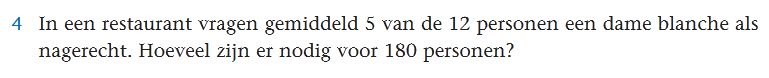 4 In een restaurant vragen gemiddeld 5 van de 12 personen een dame blanche als
nagerecht. Hoeveel zijn er nodig voor 180 personen?